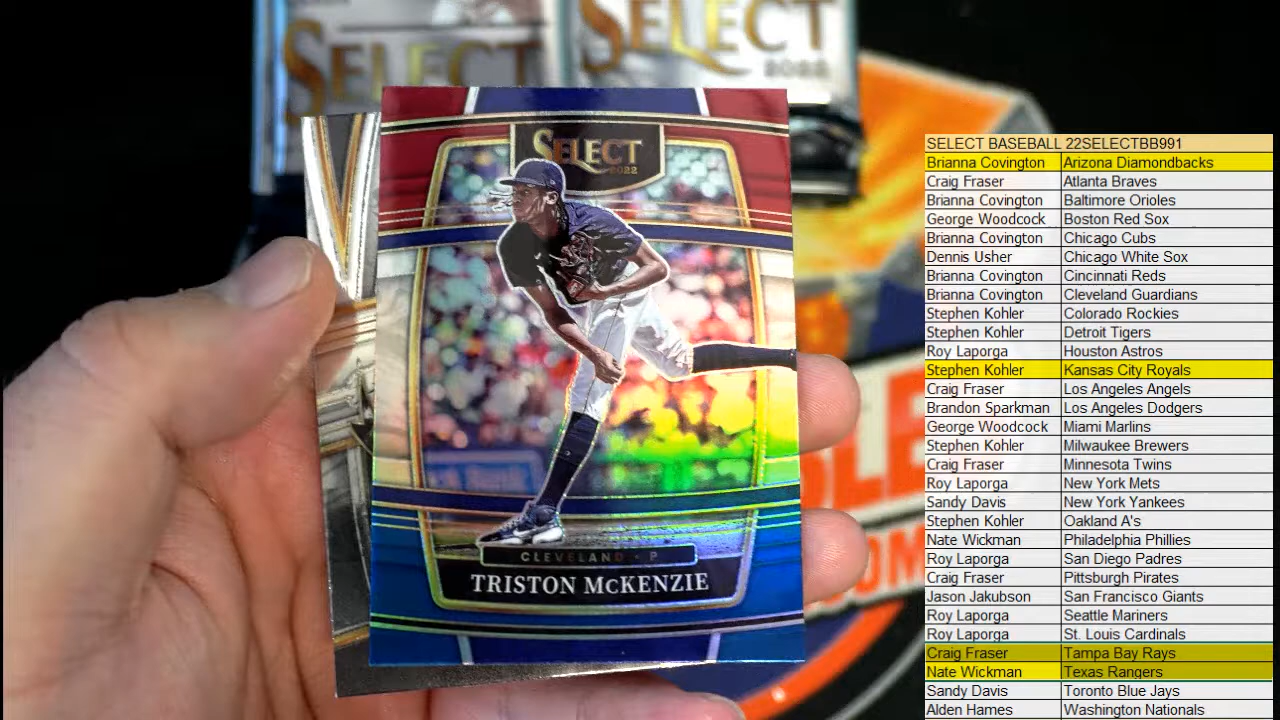 SELECT
SELECT
2022
SELECT
2022
CLEVELAND - P
TRISTON McKENZIE
SELECT BASEBALL 22SELECTBB991
Brianna Covington Arizona Diamondbacks
Craig Fraser Atlanta Braves
Brianna Covington Baltimore Orioles
George Woodcock Boston Red Sox
Brianna Covington Chicago Cubs
Dennis Usher Chicago White Sox
Brianna Covington Cincinnati Reds
Brianna Covington Cleveland Guardians
Stephen Kohler Colorado Rockies
Stephen Kohler Detroit Tigers
Roy Laporga Houston Astros
Stephen Kohler Kansas City Royals
Craig Fraser Los Angeles Angels
Brandon Sparkman Los Angeles Dodgers
George Woodcock Miami Marlins
Stephen Kohler Milwaukee Brewers
Craig Fraser Minnesota Twins
Roy Laporga New York Mets
Sandy Davis New York Yankees
Stephen Kohler Oakland A's
Nate Wickman Philadelphia Phillies
Roy Laporga San Diego Padres
Craig Fraser Pittsburgh Pirates
Jason Jakubson San Francisco Giants
Roy Laporga Seattle Mariners
Roy Laporga St. Louis Cardinals
Craig Fraser Tampa Bay Rays
Nate Wickman Texas Rangers
Sandy Davis Toronto Blue Jays
Alden Hames Washington Nationals